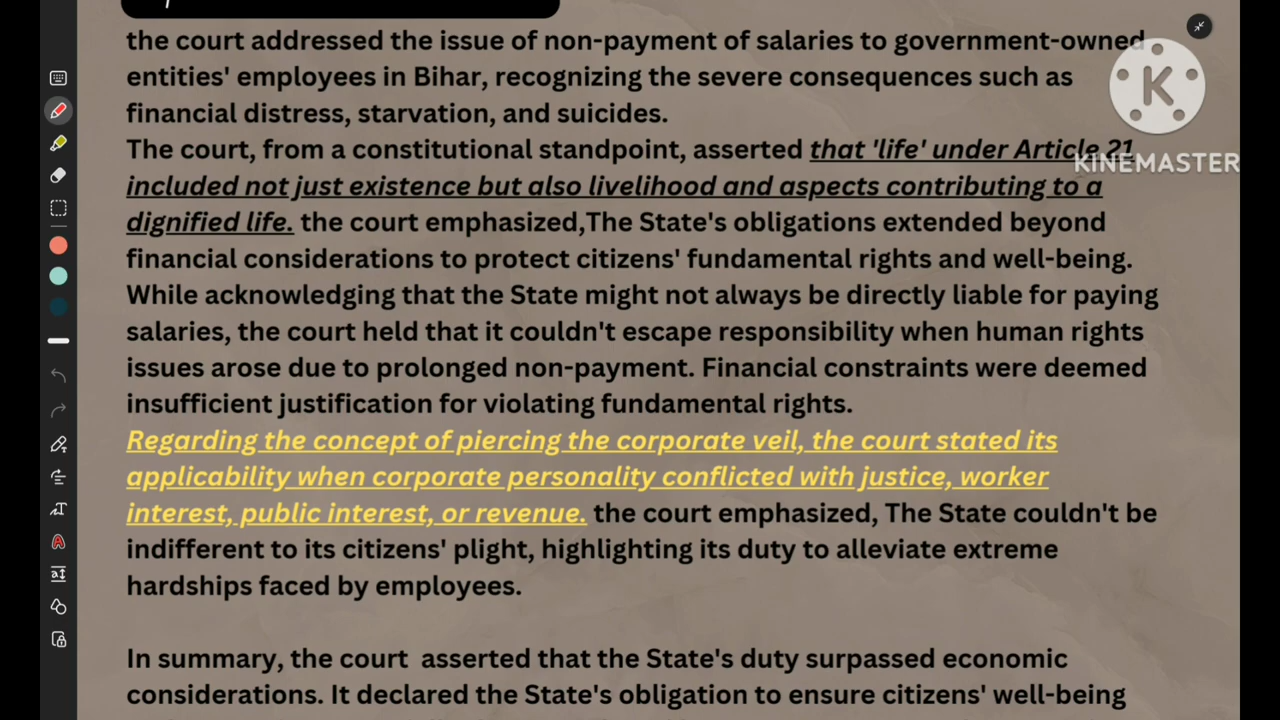 the court addressed the issue of non-payment of salaries to government-owned
entities' employees in Bihar, recognizing the severe consequences such as
financial distress, starvation, and suicides.
The court, from a constitutional standpoint, asserted that 'life' under Article 21
included not just existence but also livelihood and aspects contributing to a
dignified life. the court emphasized,The State's obligations extended beyond
financial considerations to protect citizens' fundamental rights and well-being.
While acknowledging that the State might not always be directly liable for paying
salaries, the court held that it couldn't escape responsibility when human rights
issues arose due to prolonged non-payment. Financial constraints were deemed
insufficient justification for violating fundamental rights.
Regarding the concept of piercing the corporate veil, the court stated its
applicability when corporate personality conflicted with justice, worker
interest, public interest, or revenue. the court emphasized, The State couldn't be
indifferent to its citizens' plight, highlighting its duty to alleviate extreme
hardships faced by employees.
In summary, the court asserted that the State's duty surpassed economic
considerations. It declared the State's obligation to ensure citizens' well-being
K
KINEMASTER